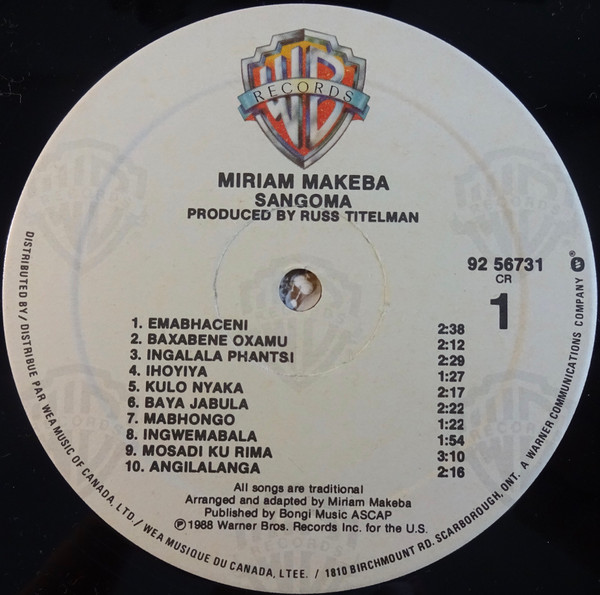 WB
RECORDS
MIRIAM MAKEBA
SANGOMA
PRODUCED BY RUSS TITELMAN
92 56731
CR
1
1. EMABHACENI 2:38
2. BAXABENE OXAMU 2:12
3. INGALALA PHANTSI 2:29
4. IHOYIYA 1:27
5. KULO NYAKA 2:17
6. BAYA JABULA 2:22
7. MABHONGO 1:22
8. INGWEMABALA 1:54
9. MOSADI KU RIMA 3:10
10. ANGILALANGA 2:16
All songs are traditional
Arranged and adapted by Miriam Makeba
Published by Bongi Music ASCAP
℗1988 Warner Bros. Records Inc. for the U.S.
DISTRIBUTED BY / DISTRIBUE PAR WEA MUSIC OF CANADA, LTD. / WEA MUSIQUE DU CANADA, LTEE. / 1810 BIRCHMOUNT RD. SCARBOROUGH, ONT. A WARNER COMMUNICATIONS COMPANY ®